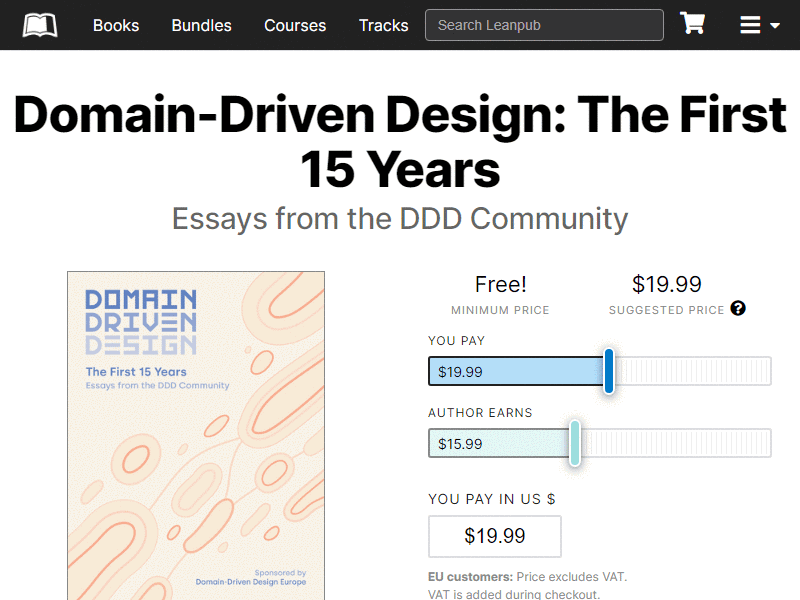 Books Bundles Courses Tracks Search Leanpub
Domain-Driven Design: The First
15 Years
Essays from the DDD Community
DOMAIN
DRIVEN
DESIGN
The First 15 Years
Essays from the DDD Community
Sponsored by
Domain-Driven Design Europe
Free! $19.99
MINIMUM PRICE SUGGESTED PRICE ?
YOU PAY
$19.99
AUTHOR EARNS
$15.99
YOU PAY IN US $
$19.99
EU customers: Price excludes VAT.
VAT is added during checkout.